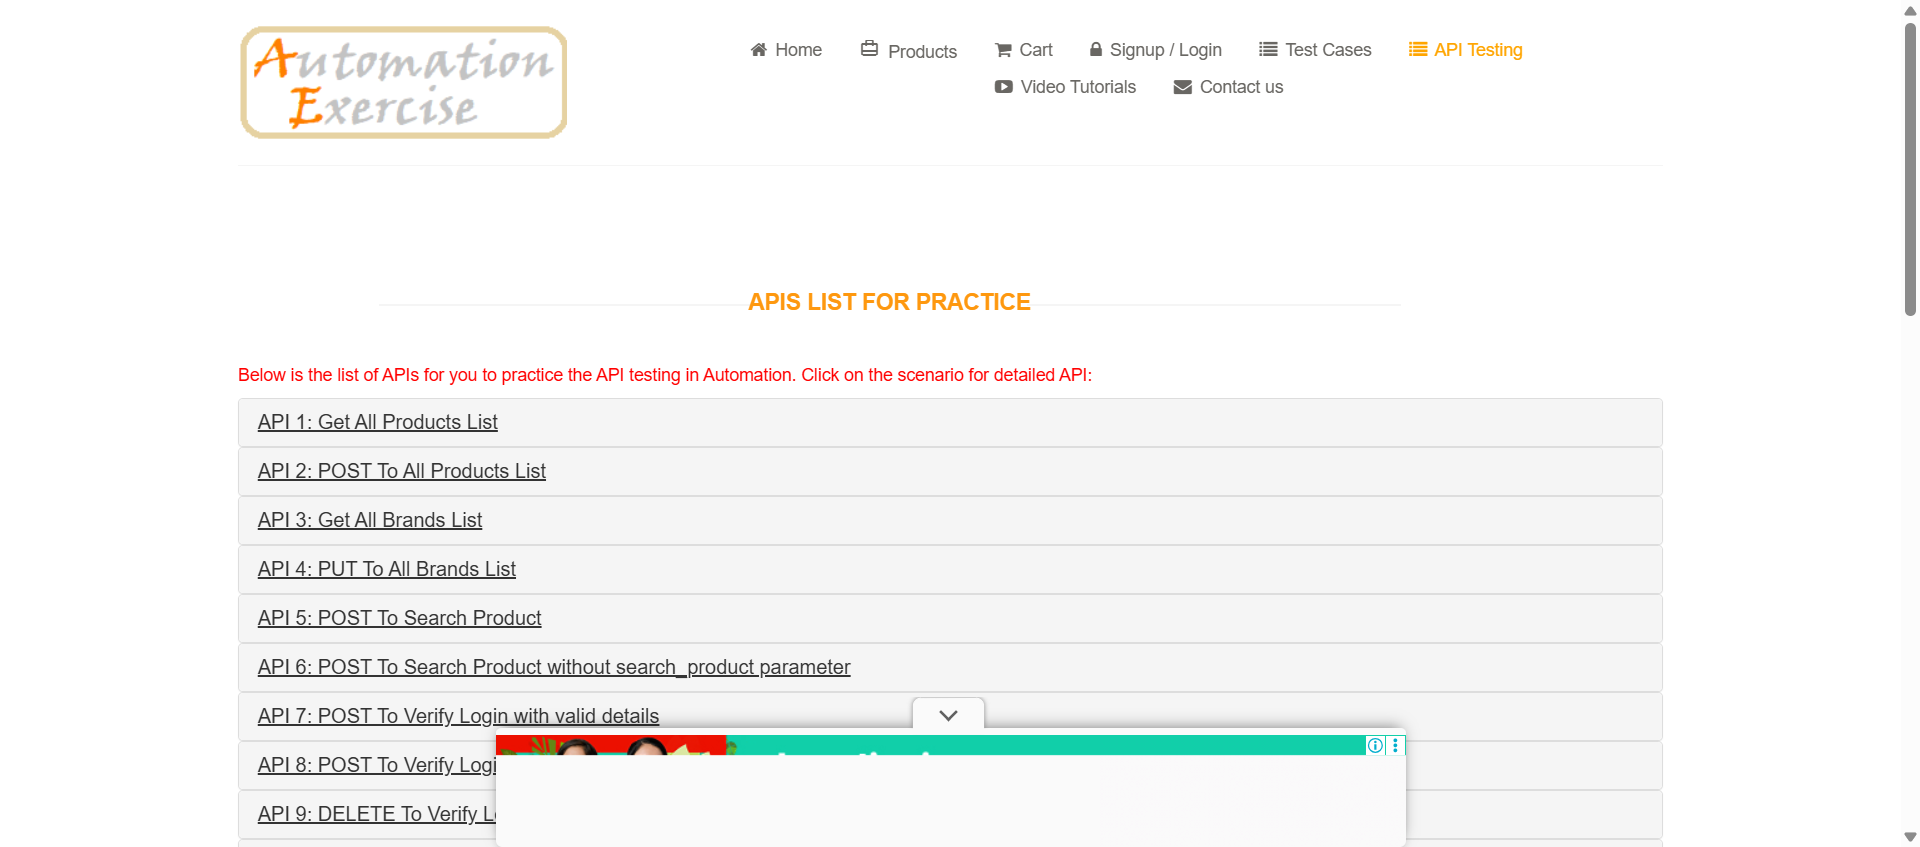 Automation
Exercise
Home
Products
Cart
Signup / Login
Test Cases
API Testing
Video Tutorials
Contact us
APIS LIST FOR PRACTICE
Below is the list of APIs for you to practice the API testing in Automation. Click on the scenario for detailed API:
API 1: Get All Products List
API 2: POST To All Products List
API 3: Get All Brands List
API 4: PUT To All Brands List
API 5: POST To Search Product
API 6: POST To Search Product without search_product parameter
API 7: POST To Verify Login with valid details
API 8: POST To Verify
API 9: DELETE To Verify